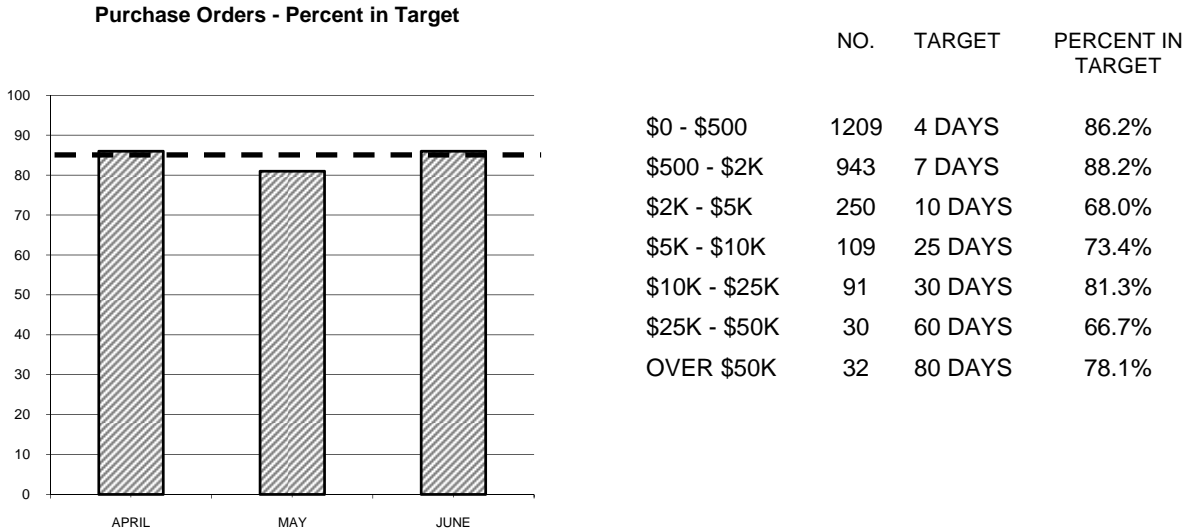 Purchase Orders - Percent in Target
100
90
80
70
60
50
40
30
20
10
0
APRIL MAY JUNE
NO. TARGET PERCENT IN
TARGET
$0 - $500 1209 4 DAYS 86.2%
$500 - $2K 943 7 DAYS 88.2%
$2K - $5K 250 10 DAYS 68.0%
$5K - $10K 109 25 DAYS 73.4%
$10K - $25K 91 30 DAYS 81.3%
$25K - $50K 30 60 DAYS 66.7%
OVER $50K 32 80 DAYS 78.1%